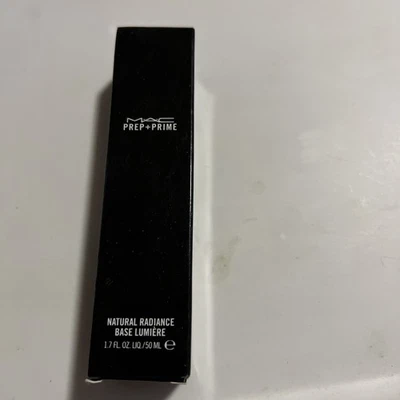 MAC
PREP+PRIME
NATURAL RADIANCE
BASE LUMIÈRE
1.7 FL. OZ. LIQ./50 ML ℮